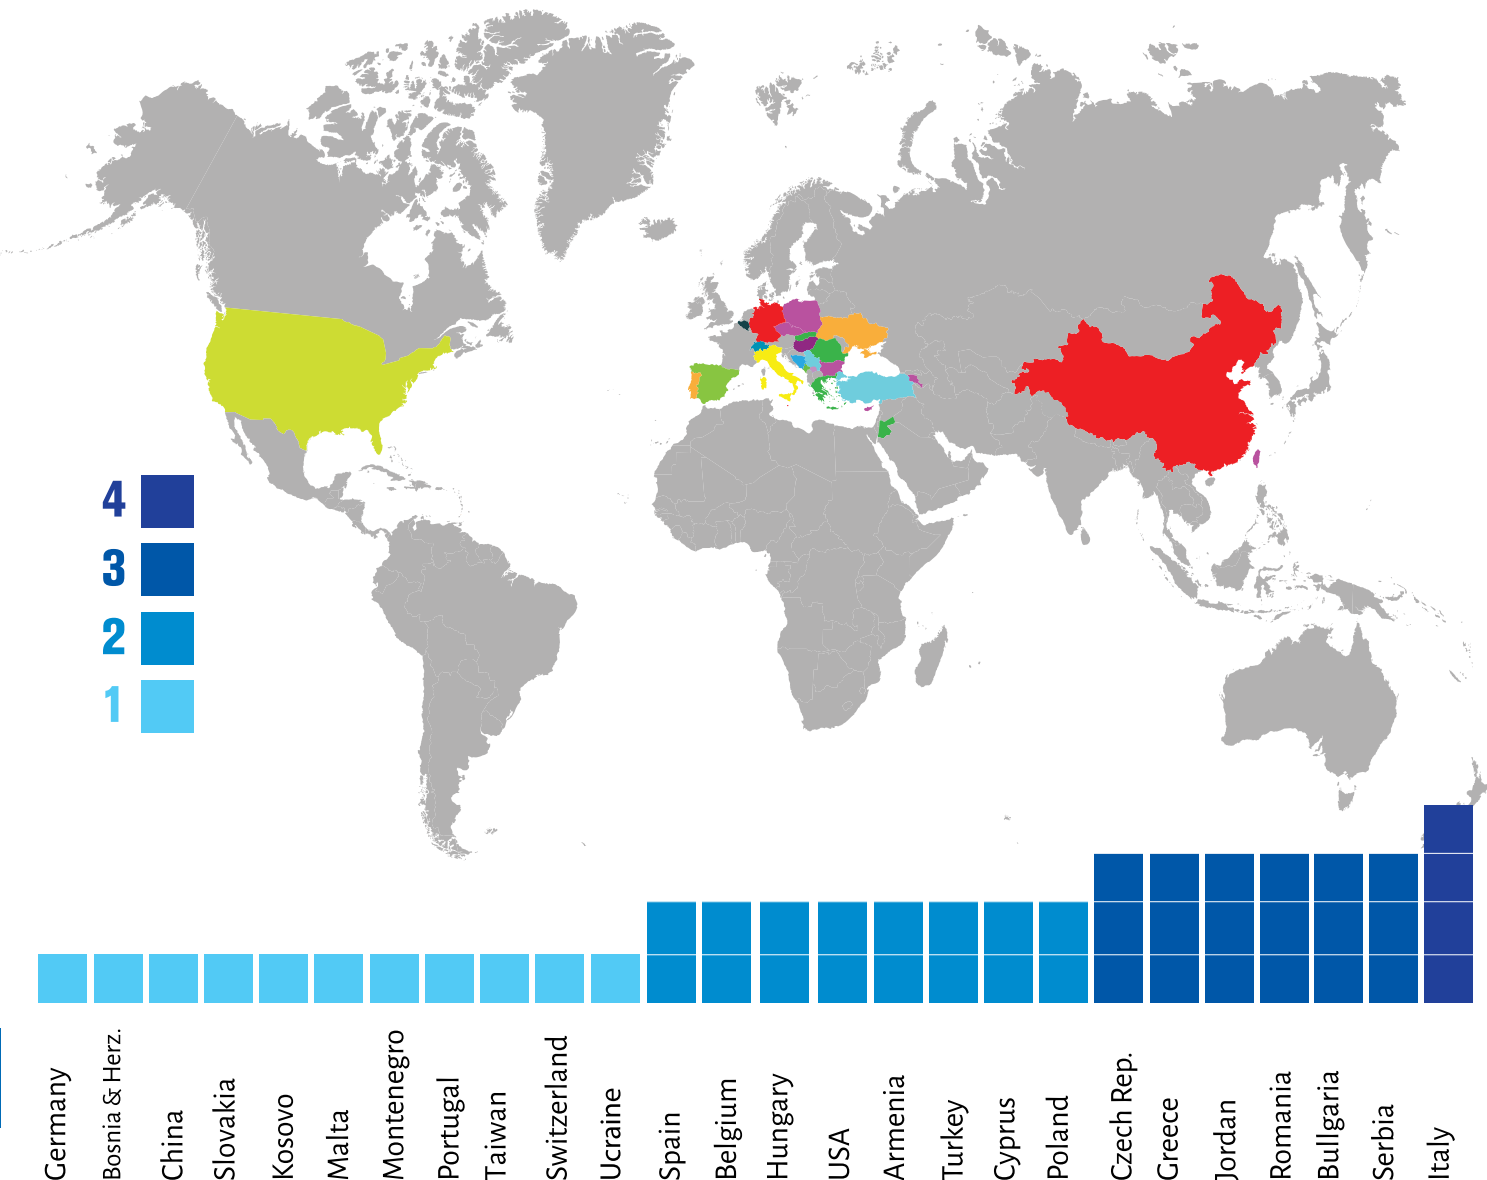 4
3
2
1
Germany
Bosnia & Herz.
China
Slovakia
Kosovo
Malta
Montenegro
Portugal
Taiwan
Switzerland
Ucraine
Spain
Belgium
Hungary
USA
Armenia
Turkey
Cyprus
Poland
Czech Rep.
Greece
Jordan
Romania
Bullgaria
Serbia
Italy